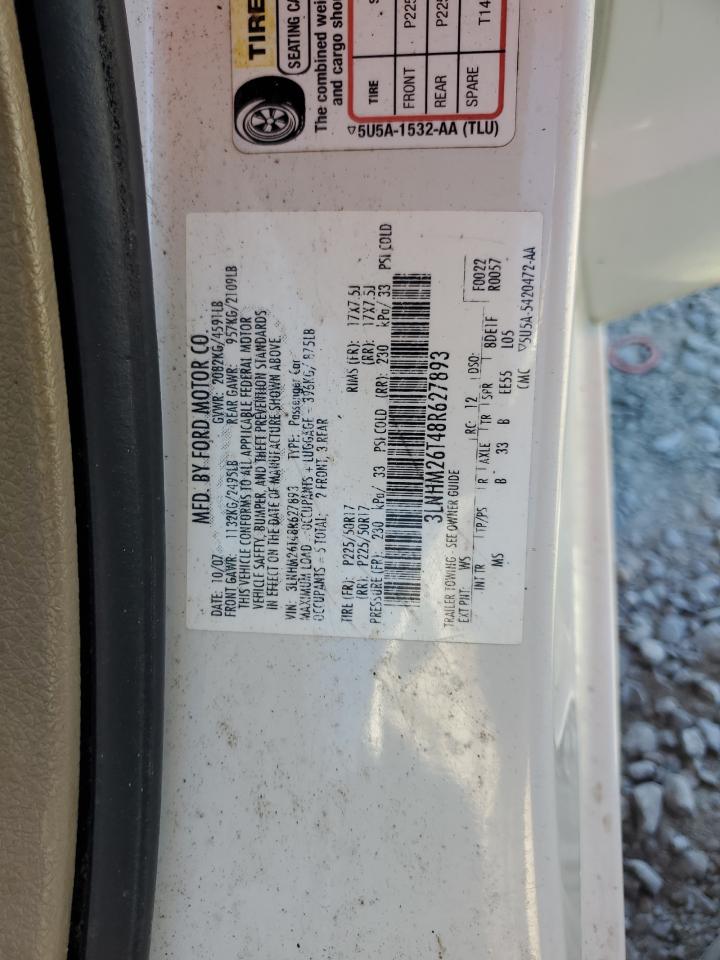 TIRE
SEATING CA
The combined wei
and cargo sho
TIRE
FRONT P225
REAR P225
SPARE T14
5U5A-1532-AA (TLU)
MFD. BY FORD MOTOR CO.
DATE: 10/07 GVWR: 2082KG/4591LB
FRONT GAWR: 1132KG/2495LB REAR GAWR: 957KG/2109LB
THIS VEHICLE CONFORMS TO ALL APPLICABLE FEDERAL MOTOR
VEHICLE SAFETY, BUMPER, AND THEFT PREVENTION STANDARDS
IN EFFECT ON THE DATE OF MANUFACTURE SHOWN ABOVE.
VIN: 3LNHM26T48R627893 TYPE: Passenger Car
MAXIMUM LOAD = OCCUPANTS + LUGGAGE = 396KG/ 875LB
OCCUPANTS = 5 TOTAL: 2 FRONT, 3 REAR
TIRE (FR): P225/50R17 RIMS (FR): 17X7.5J
(RR): P225/50R17 (RR): 17X7.5J
PRESSURE (FR): 230 kPa/ 33 PSI COLD (RR): 230 kPa/ 33 PSI COLD
3LNHM26T48R627893
TRAILER TOWING - SEE OWNER GUIDE
EXT PNT: WS RC: 12 DSO: F0022
INT TR TP/PS R AXLE TR SPR 8DE1F R0057
MS B 33 B EE55 L05
CMC 5U5A-5420472-AA